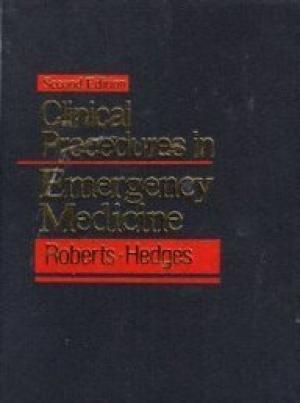 Second Edition
Clinical
Procedures in
Emergency
Medicine
Roberts·Hedges